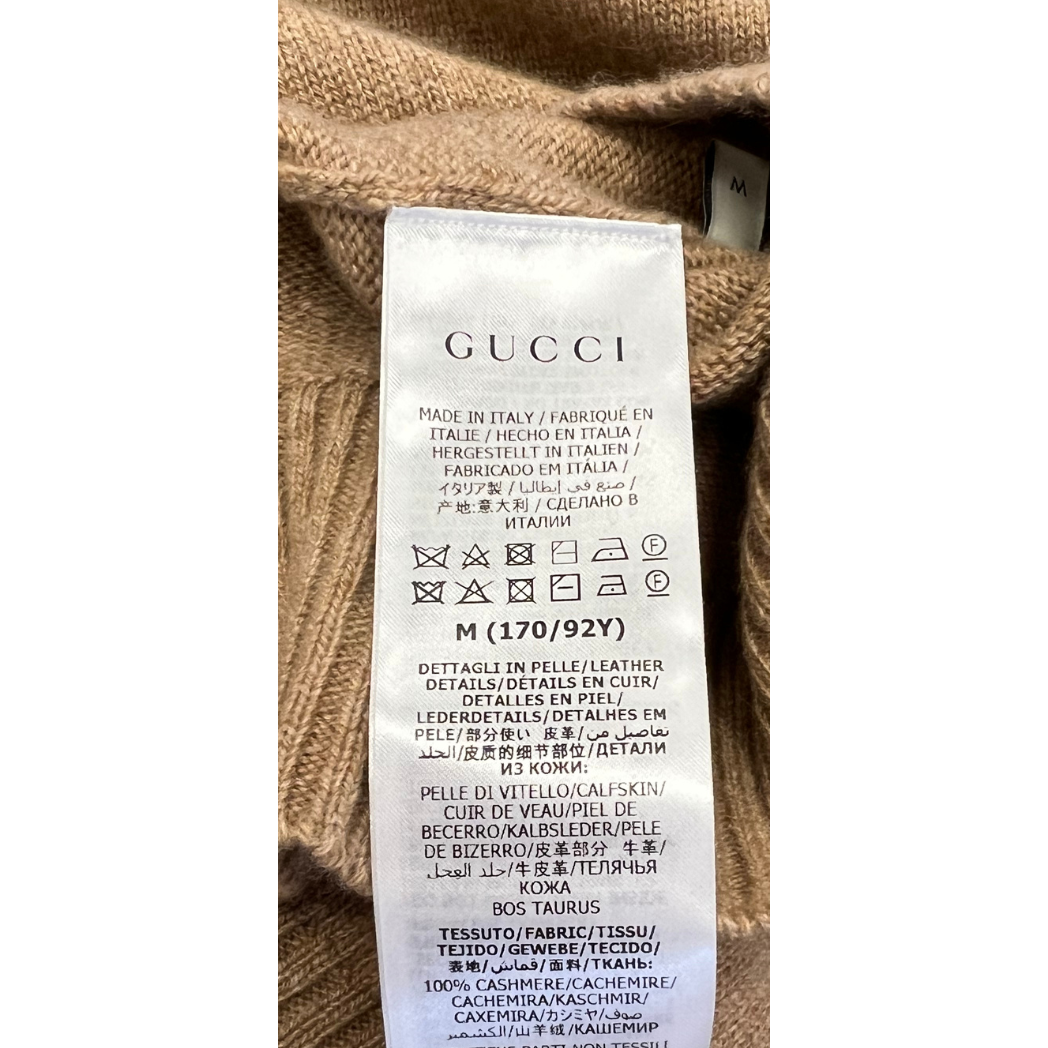 M
GUCCI
MADE IN ITALY / FABRIQUÉ EN
ITALIE / HECHO EN ITALIA /
HERGESTELLT IN ITALIEN /
FABRICADO EM ITÁLIA /
イタリア製 / صنع في إيطاليا /
产地:意大利 / СДЕЛАНО В
ИТАЛИИ
F
F
M (170/92Y)
DETTAGLI IN PELLE/LEATHER
DETAILS/DÉTAILS EN CUIR/
DETALLES EN PIEL/
LEDERDETAILS/DETALHES EM
PELE/部分使い 皮革/تفاصيل من
الجلد/皮质的细节部位/ДЕТАЛИ
ИЗ КОЖИ:
PELLE DI VITELLO/CALFSKIN/
CUIR DE VEAU/PIEL DE
BECERRO/KALBSLEDER/PELE
DE BIZERRO/皮革部分 牛革/
جلد العجل/牛皮革/ТЕЛЯЧЬЯ
КОЖА
BOS TAURUS
TESSUTO/FABRIC/TISSU/
TEJIDO/GEWEBE/TECIDO/
表地/قماش/面料/ТКАНЬ:
100% CASHMERE/CACHEMIRE/
CACHEMIRA/KASCHMIR/
CAXEMIRA/カシミヤ/صوف
الكشمير/山羊绒/КАШЕМИР
PARTI NON TESSILI